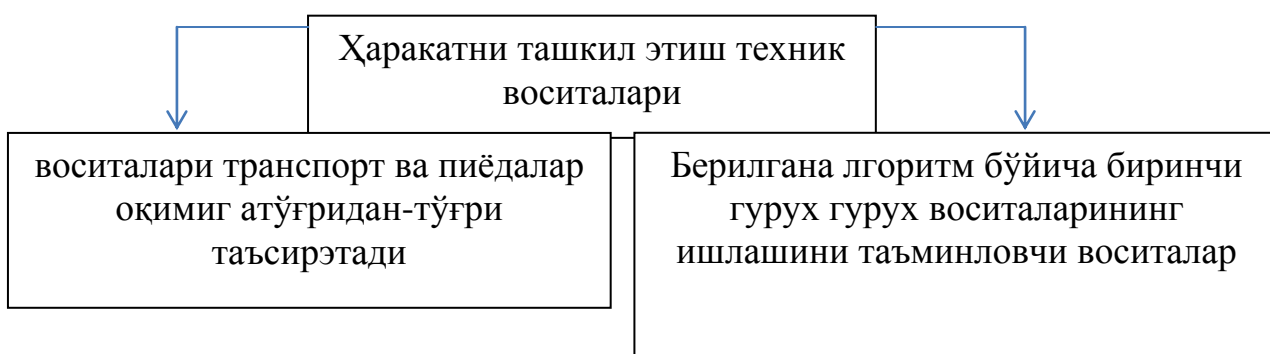 Ҳаракатни ташкил этиш техник
воситалари
воситалари транспорт ва пиёдалар
оқимиг атўғридан-тўғри
таъсирэтади
Берилгана лгоритм бўйича биринчи
гурух гурух воситаларининг
ишлашини таъминловчи воситалар